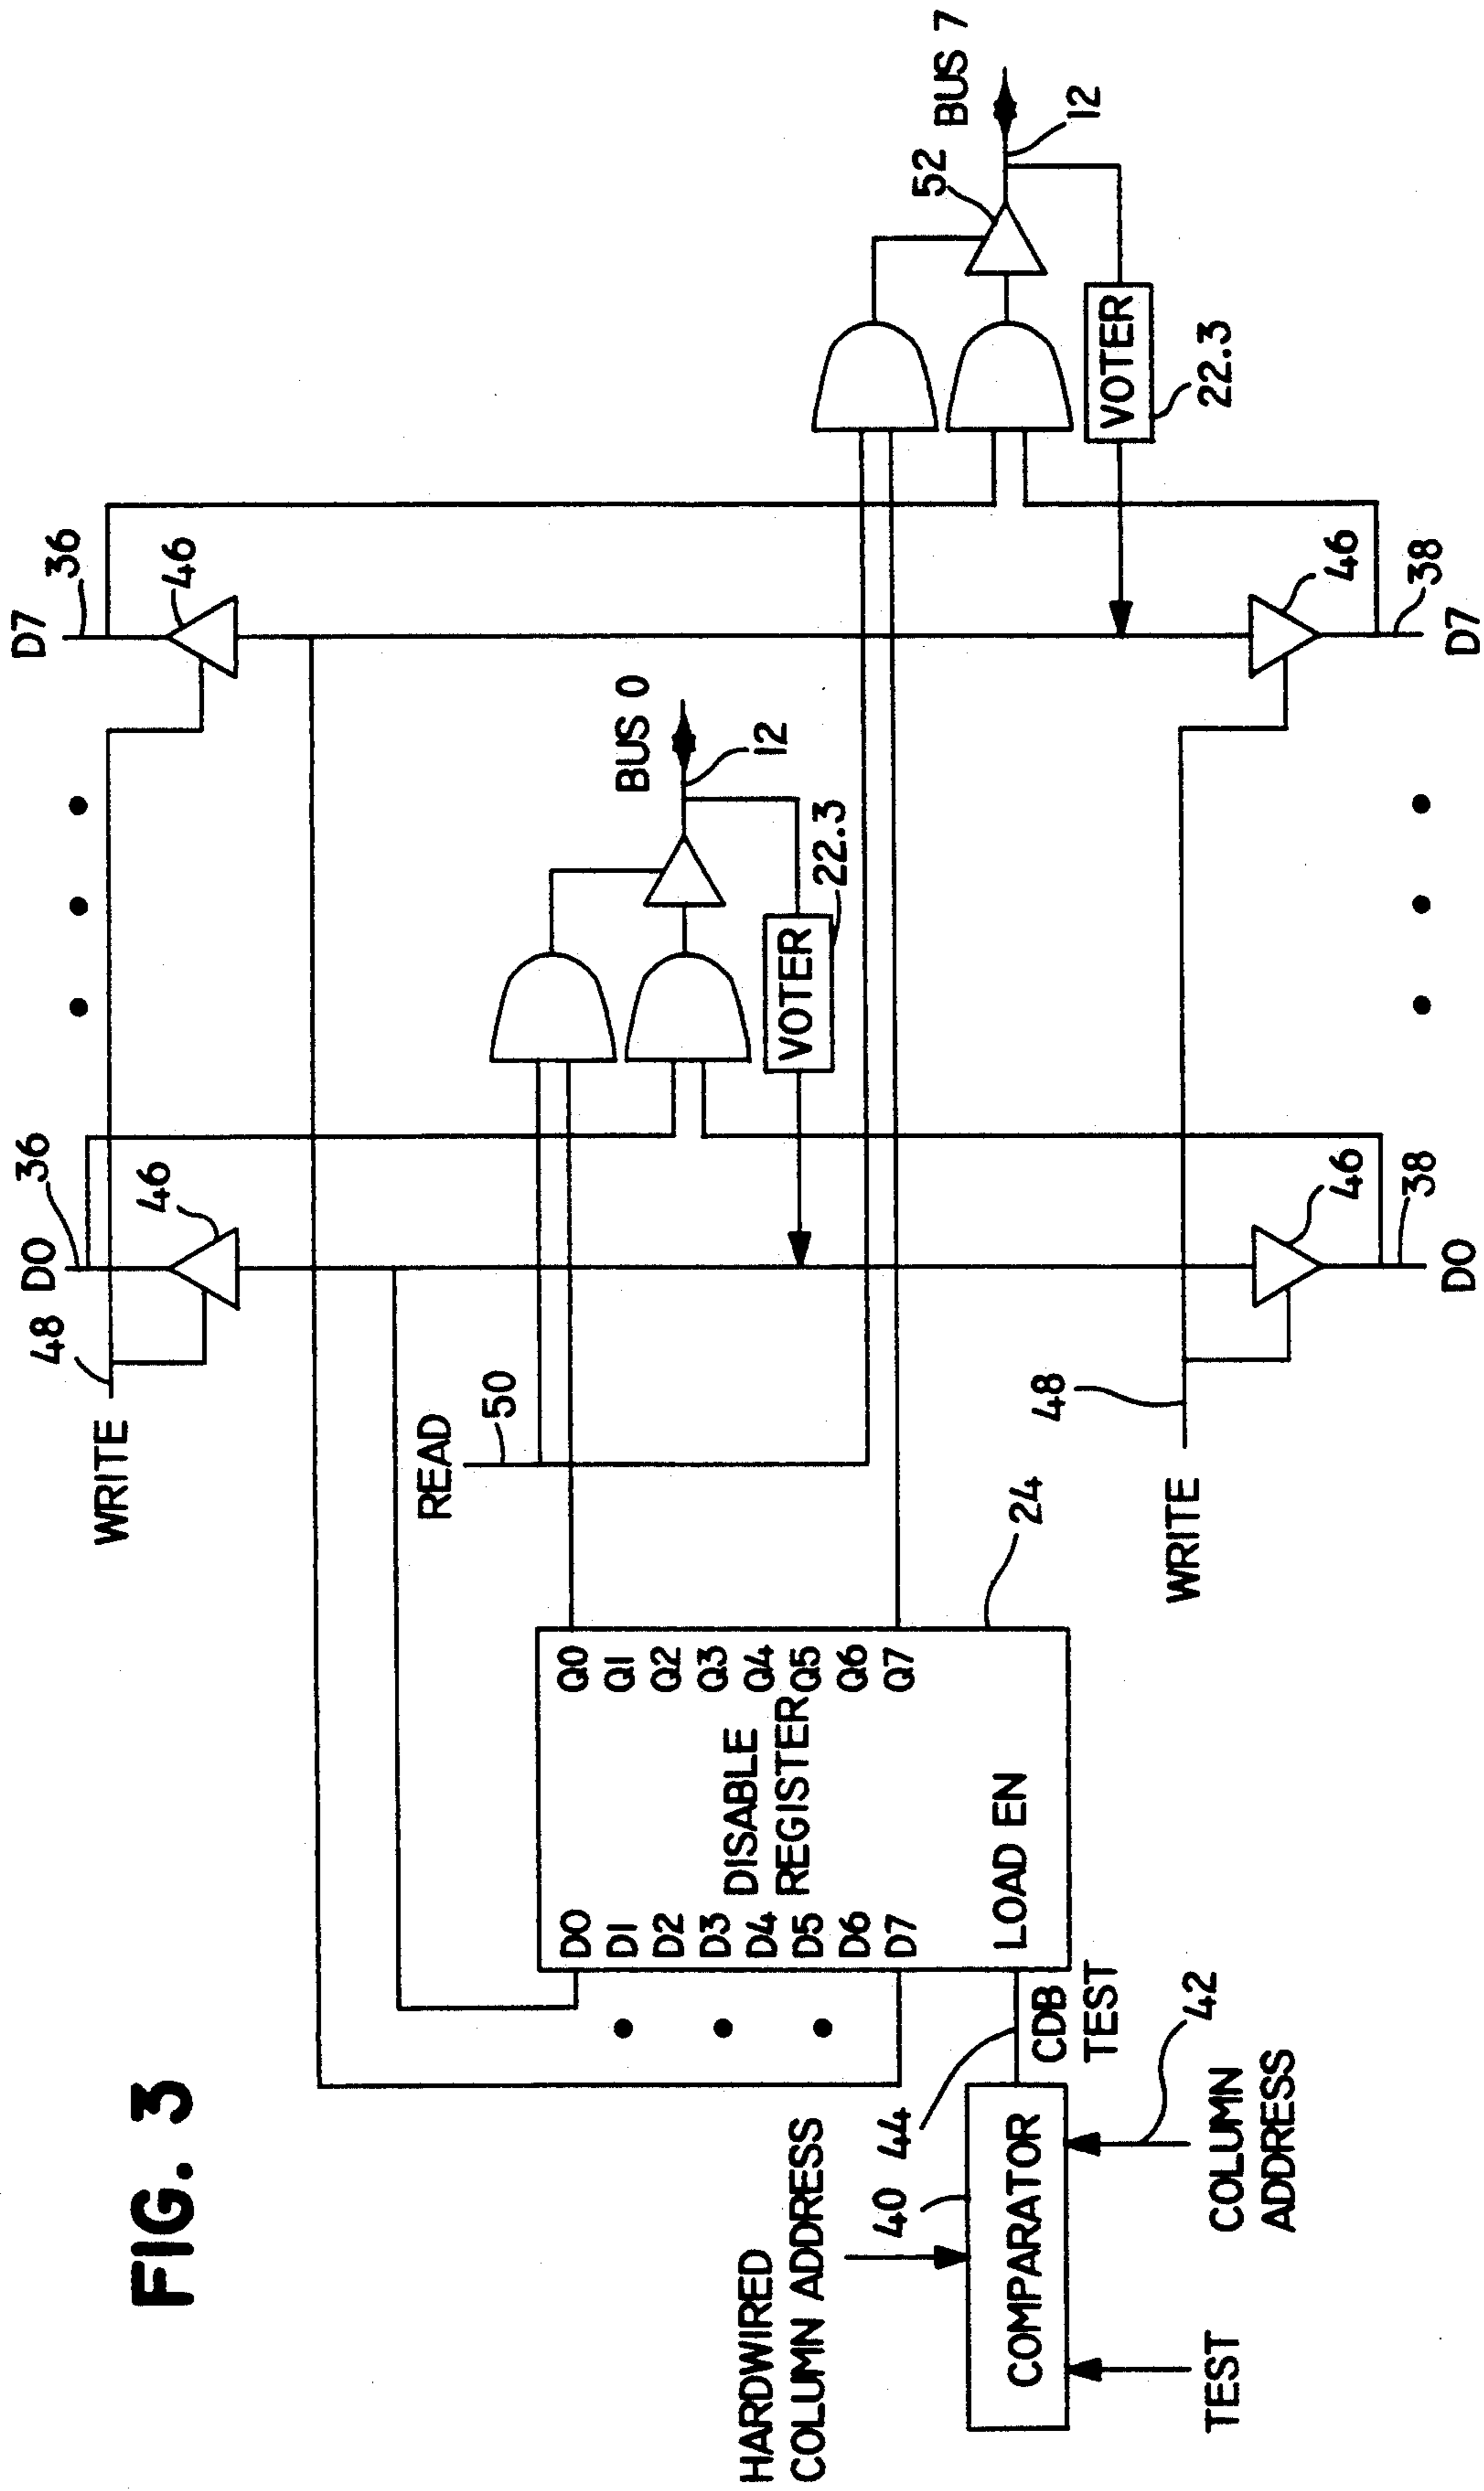 FIG. 3
D0
36
46
48
WRITE
D7
36
46
READ
50
BUS 0
12
VOTER
22.3
BUS 7
52
12
VOTER
22.3
D0
D1
D2
D3
D4
D5
D6
D7
DISABLE
REGISTER
Q0
Q1
Q2
Q3
Q4
Q5
Q6
Q7
LOAD EN
24
HARDWIRED
COLUMN ADDRESS
40
44
COMPARATOR
CDB
TEST
TEST
COLUMN
ADDRESS
42
WRITE
48
46
38
D0
46
38
D7